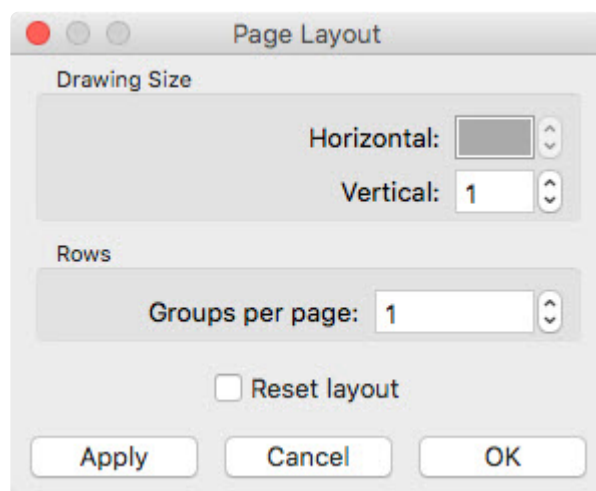 Page Layout
Drawing Size
Horizontal:
Vertical: 1
Rows
Groups per page: 1
Reset layout
Apply Cancel OK